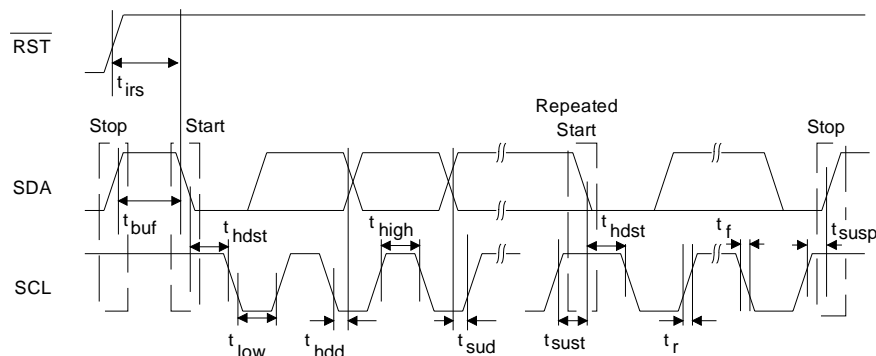 RST
t irs
Repeated
Stop Start Start Stop
SDA
t buf t hdst t high t hdst t f t susp
SCL
t low t hdd t sud t sust t r